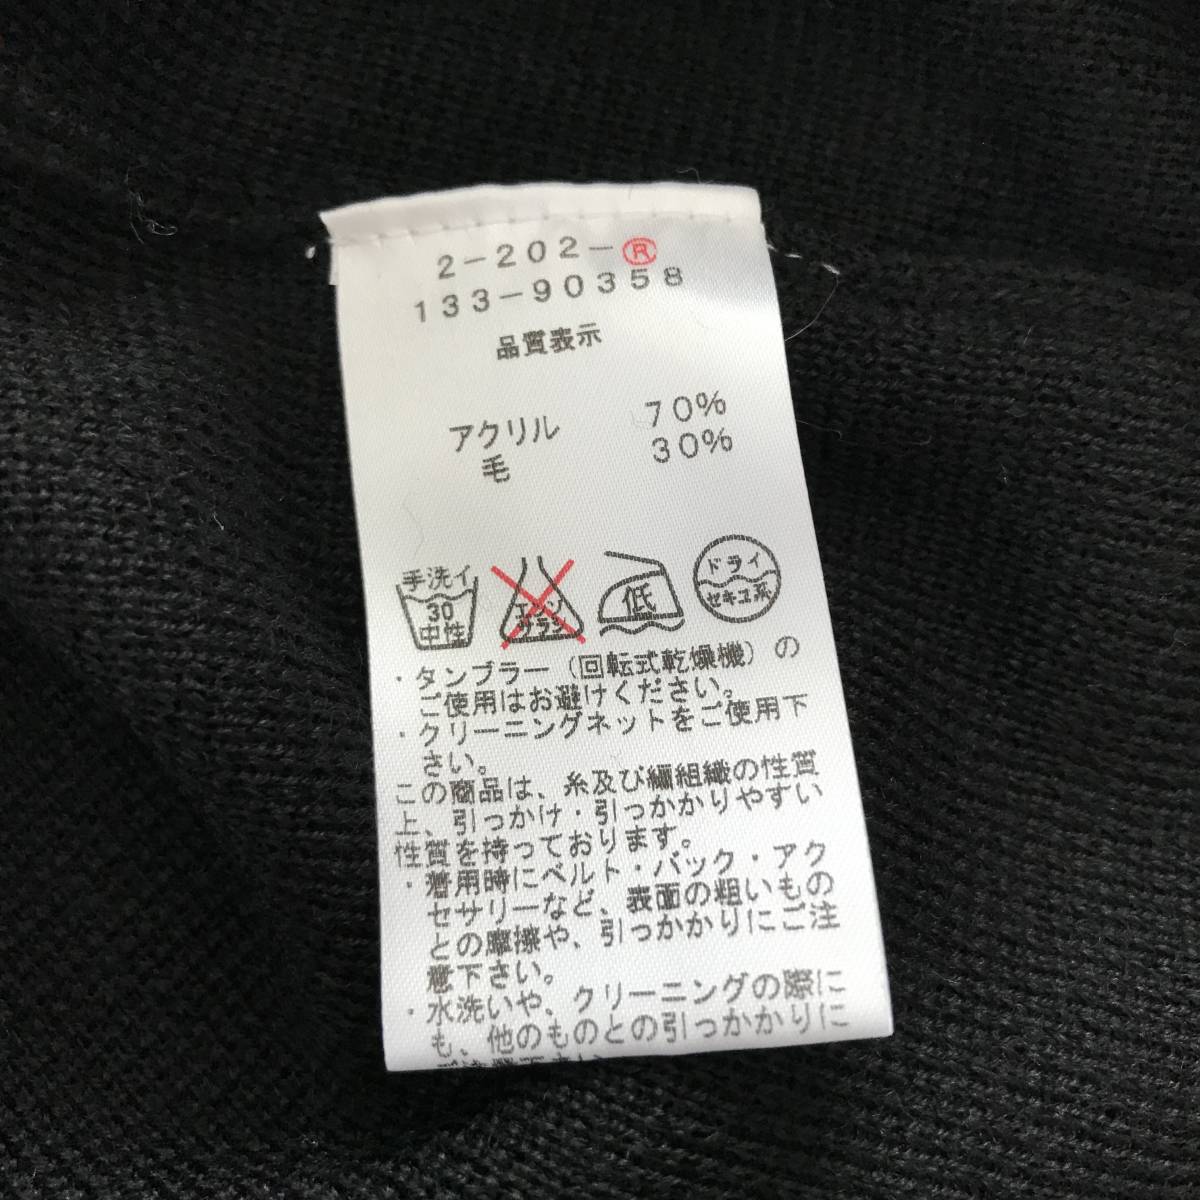 2-202-Ⓡ
133-90358
品質表示
アクリル 70%
毛 30%
手洗イ
30
中性
エンソ
サラシ
低
ドライ
セキユ系
・タンブラー(回転式乾燥機)の
ご使用はお避けください。
・クリーニングネットをご使用下
さい。
この商品は、糸及び編組織の性質
上、引っかけ・引っかかりやすい
性質を持っております。
・着用時にベルト・バック・アク
セサリーなど、表面の粗いもの
との摩擦や、引っかかりにご注
意下さい。
・水洗いや、クリーニングの際に
も、他のものとの引っかかりに